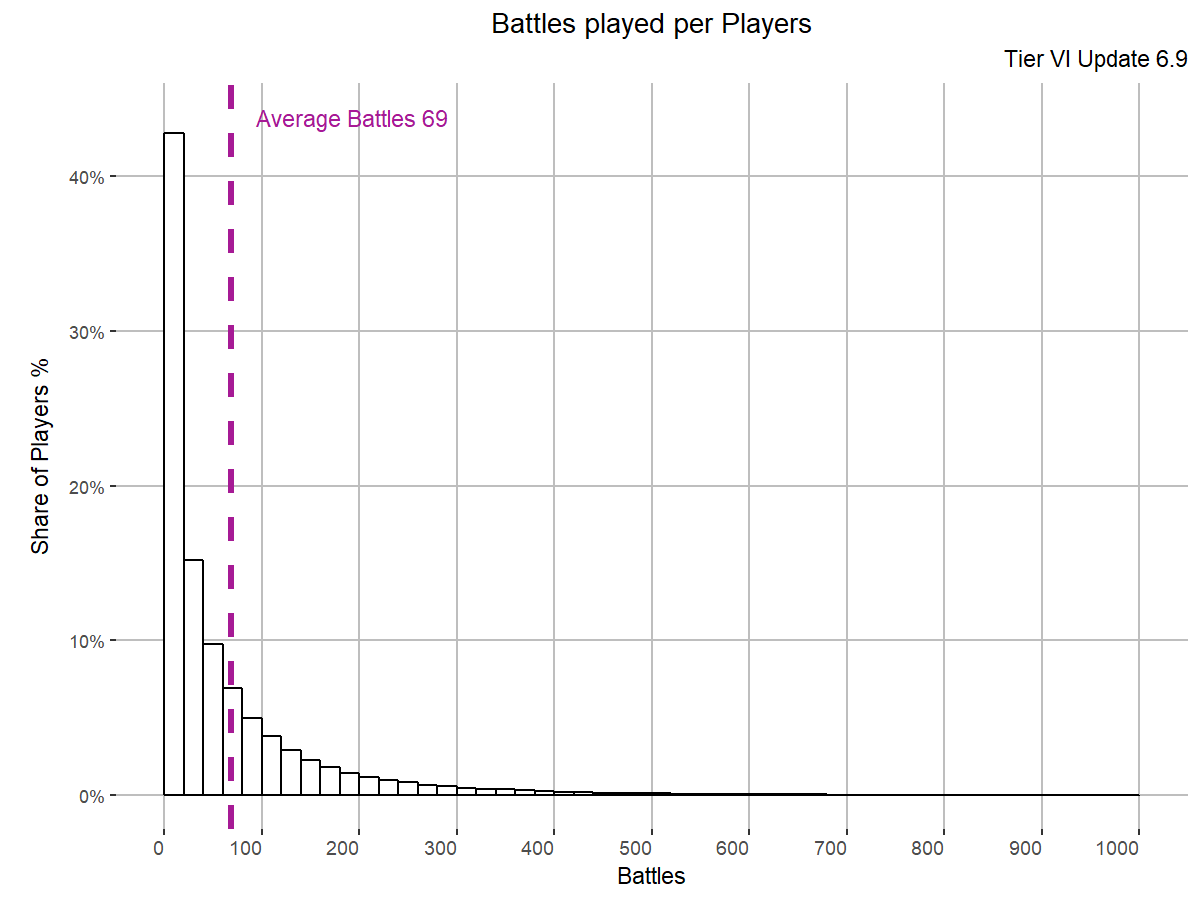 Battles played per Players
Tier VI Update 6.9
Average Battles 69
40%
30%
20%
10%
0%
Share of Players %
0 100 200 300 400 500 600 700 800 900 1000
Battles